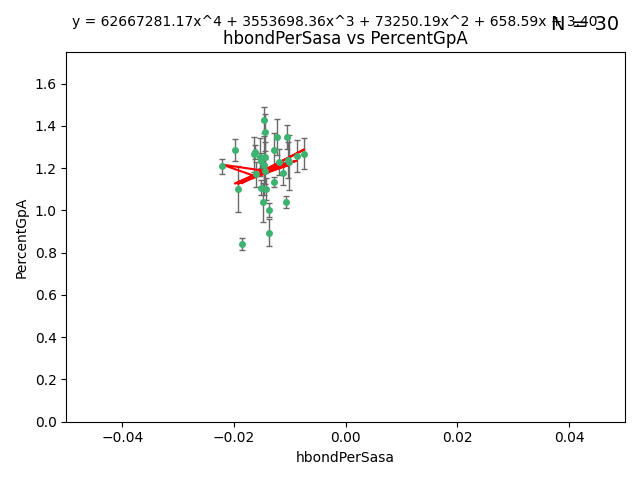 y = 62667281.17x^4 + 3553698.36x^3 + 73250.19x^2 + 658.59x + 3.40
N = 30
hbondPerSasa vs PercentGpA
1.6
1.4
1.2
1.0
0.8
0.6
0.4
0.2
0.0
PercentGpA
−0.04 −0.02 0.00 0.02 0.04
hbondPerSasa